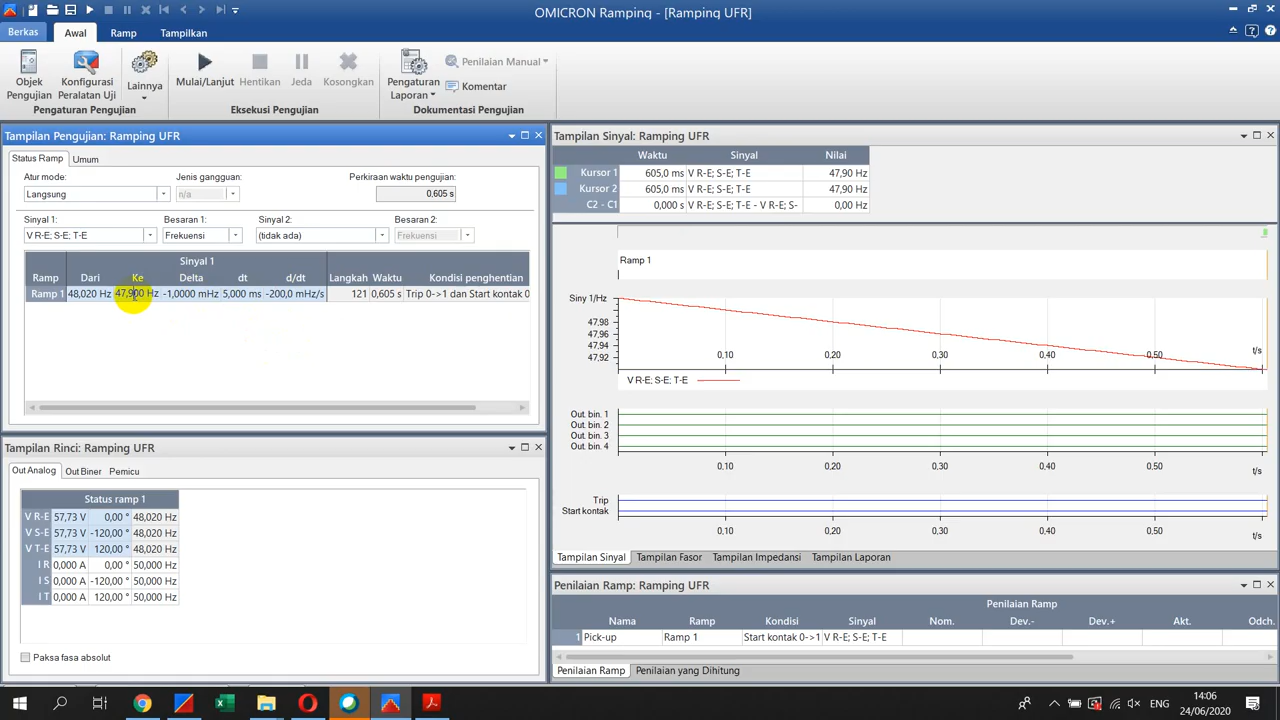 OMICRON Ramping - [Ramping UFR]
Berkas Awal Ramp Tampilkan
Objek Pengujian
Konfigurasi Peralatan Uji
Lainnya
Mulai/Lanjut
Hentikan
Jeda
Kosongkan
Pengaturan Laporan
Penilaian Manual
Komentar
Pengaturan Pengujian Eksekusi Pengujian Dokumentasi Pengujian
Tampilan Pengujian: Ramping UFR
Status Ramp Umum
Atur mode: Jenis gangguan: Perkiraan waktu pengujian:
Langsung n/a 0,605 s
Sinyal 1: Besaran 1: Sinyal 2: Besaran 2:
V R-E; S-E; T-E Frekuensi (tidak ada) Frekuensi
Sinyal 1
Ramp Dari Ke Delta dt d/dt Langkah Waktu Kondisi penghentian
Ramp 1 48,020 Hz 47,900 Hz -1,0000 mHz 5,000 ms -200,0 mHz/s 121 0,605 s Trip 0->1 dan Start kontak 0
Tampilan Rinci: Ramping UFR
Out Analog Out Biner Pemicu
Status ramp 1
V R-E 57,73 V 0,00 ° 48,020 Hz
V S-E 57,73 V -120,00 ° 48,020 Hz
V T-E 57,73 V 120,00 ° 48,020 Hz
I R 0,000 A 0,00 ° 50,000 Hz
I S 0,000 A -120,00 ° 50,000 Hz
I T 0,000 A 120,00 ° 50,000 Hz
Paksa fasa absolut
Tampilan Sinyal: Ramping UFR
Waktu Sinyal Nilai
Kursor 1 605,0 ms V R-E; S-E; T-E 47,90 Hz
Kursor 2 605,0 ms V R-E; S-E; T-E 47,90 Hz
C2 - C1 0,000 s V R-E; S-E; T-E - V R-E; S- 0,00 Hz
Ramp 1
Siny 1/Hz
47,98
47,96
47,94
47,92
0,10 0,20 0,30 0,40 0,50 t/s
V R-E; S-E; T-E
Out. bin. 1
Out. bin. 2
Out. bin. 3
Out. bin. 4
0,10 0,20 0,30 0,40 0,50 t/s
Trip
Start kontak
0,10 0,20 0,30 0,40 0,50 t/s
Tampilan Sinyal Tampilan Fasor Tampilan Impedansi Tampilan Laporan
Penilaian Ramp: Ramping UFR
Penilaian Ramp
Nama Ramp Kondisi Sinyal Nom. Dev.- Dev.+ Akt. Odch.
1 Pick-up Ramp 1 Start kontak 0->1 V R-E; S-E; T-E
Penilaian Ramp Penilaian yang Dihitung
ENG
14:06
24/06/2020